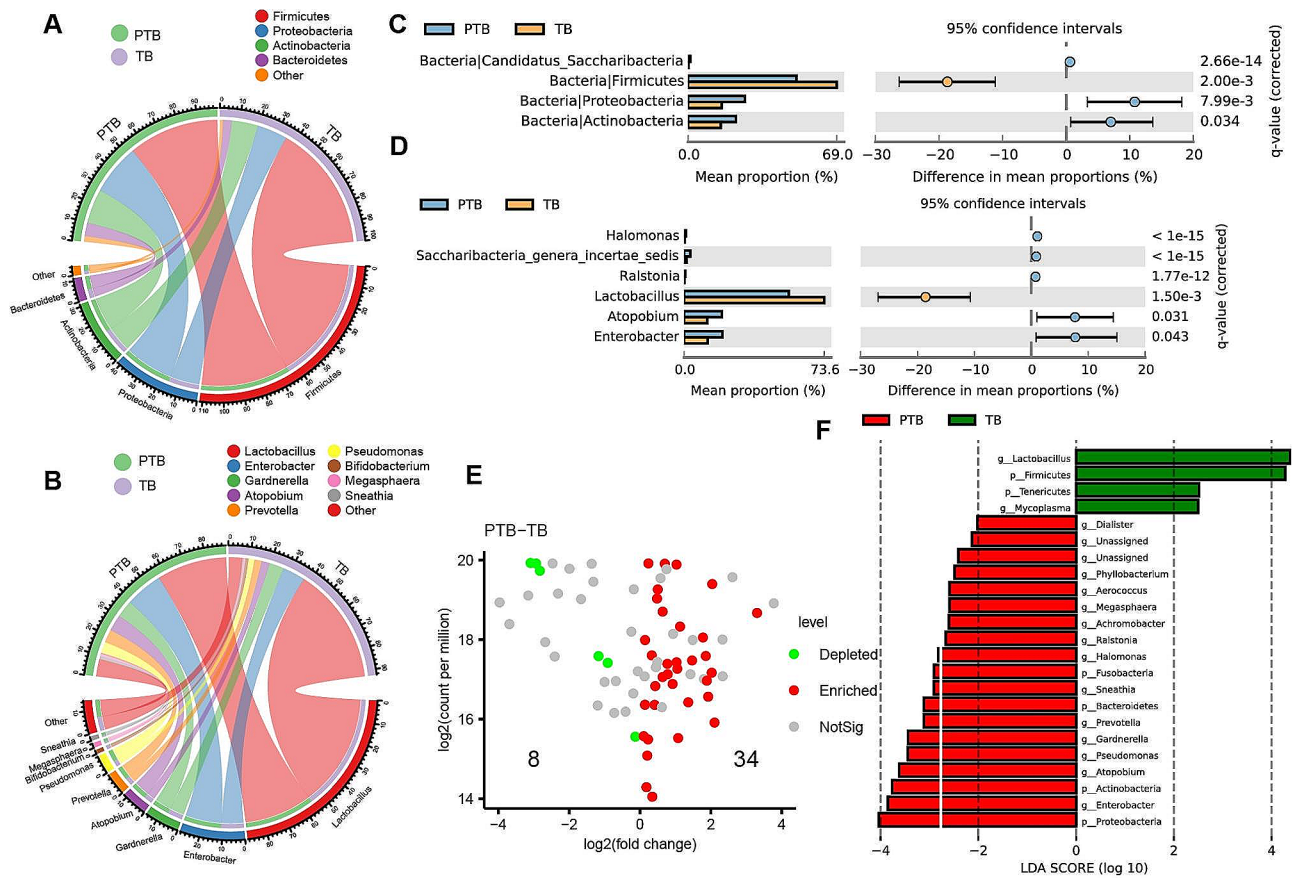 A
PTB
TB
Firmicutes
Proteobacteria
Actinobacteria
Bacteroidetes
Other
PTB
TB
Other
Bacteroidetes
Actinobacteria
Proteobacteria
Firmicutes
B
PTB
TB
Lactobacillus
Enterobacter
Gardnerella
Atopobium
Prevotella
Pseudomonas
Bifidobacterium
Megasphaera
Sneathia
Other
PTB
TB
Other
Sneathia
Megasphaera
Bifidobacterium
Pseudomonas
Prevotella
Atopobium
Gardnerella
Enterobacter
Lactobacillus
C
PTB TB
95% confidence intervals
Bacteria|Candidatus_Saccharibacteria 2.66e-14
Bacteria|Firmicutes 2.00e-3
Bacteria|Proteobacteria 7.99e-3
Bacteria|Actinobacteria 0.034
q-value (corrected)
0.0 69.0 −30 −20 −10 0 10 20
Mean proportion (%) Difference in mean proportions (%)
D
PTB TB
95% confidence intervals
Halomonas < 1e-15
Saccharibacteria_genera_incertae_sedis < 1e-15
Ralstonia 1.77e-12
Lactobacillus 1.50e-3
Atopobium 0.031
Enterobacter 0.043
q-value (corrected)
0.0 73.6 −30 −20 −10 0 10 20
Mean proportion (%) Difference in mean proportions (%)
E
PTB−TB
log2(count per million)
20
18
16
14
8 34
−4 −2 0 2 4
log2(fold change)
level
Depleted
Enriched
NotSig
F
PTB TB
g__Lactobacillus
p__Firmicutes
p__Tenericutes
g__Mycoplasma
g__Dialister
g__Unassigned
g__Unassigned
g__Phyllobacterium
g__Aerococcus
g__Megasphaera
g__Achromobacter
g__Ralstonia
g__Halomonas
p__Fusobacteria
g__Sneathia
p__Bacteroidetes
g__Prevotella
g__Gardnerella
g__Pseudomonas
g__Atopobium
p__Actinobacteria
g__Enterobacter
p__Proteobacteria
−4 −2 0 2 4
LDA SCORE (log 10)